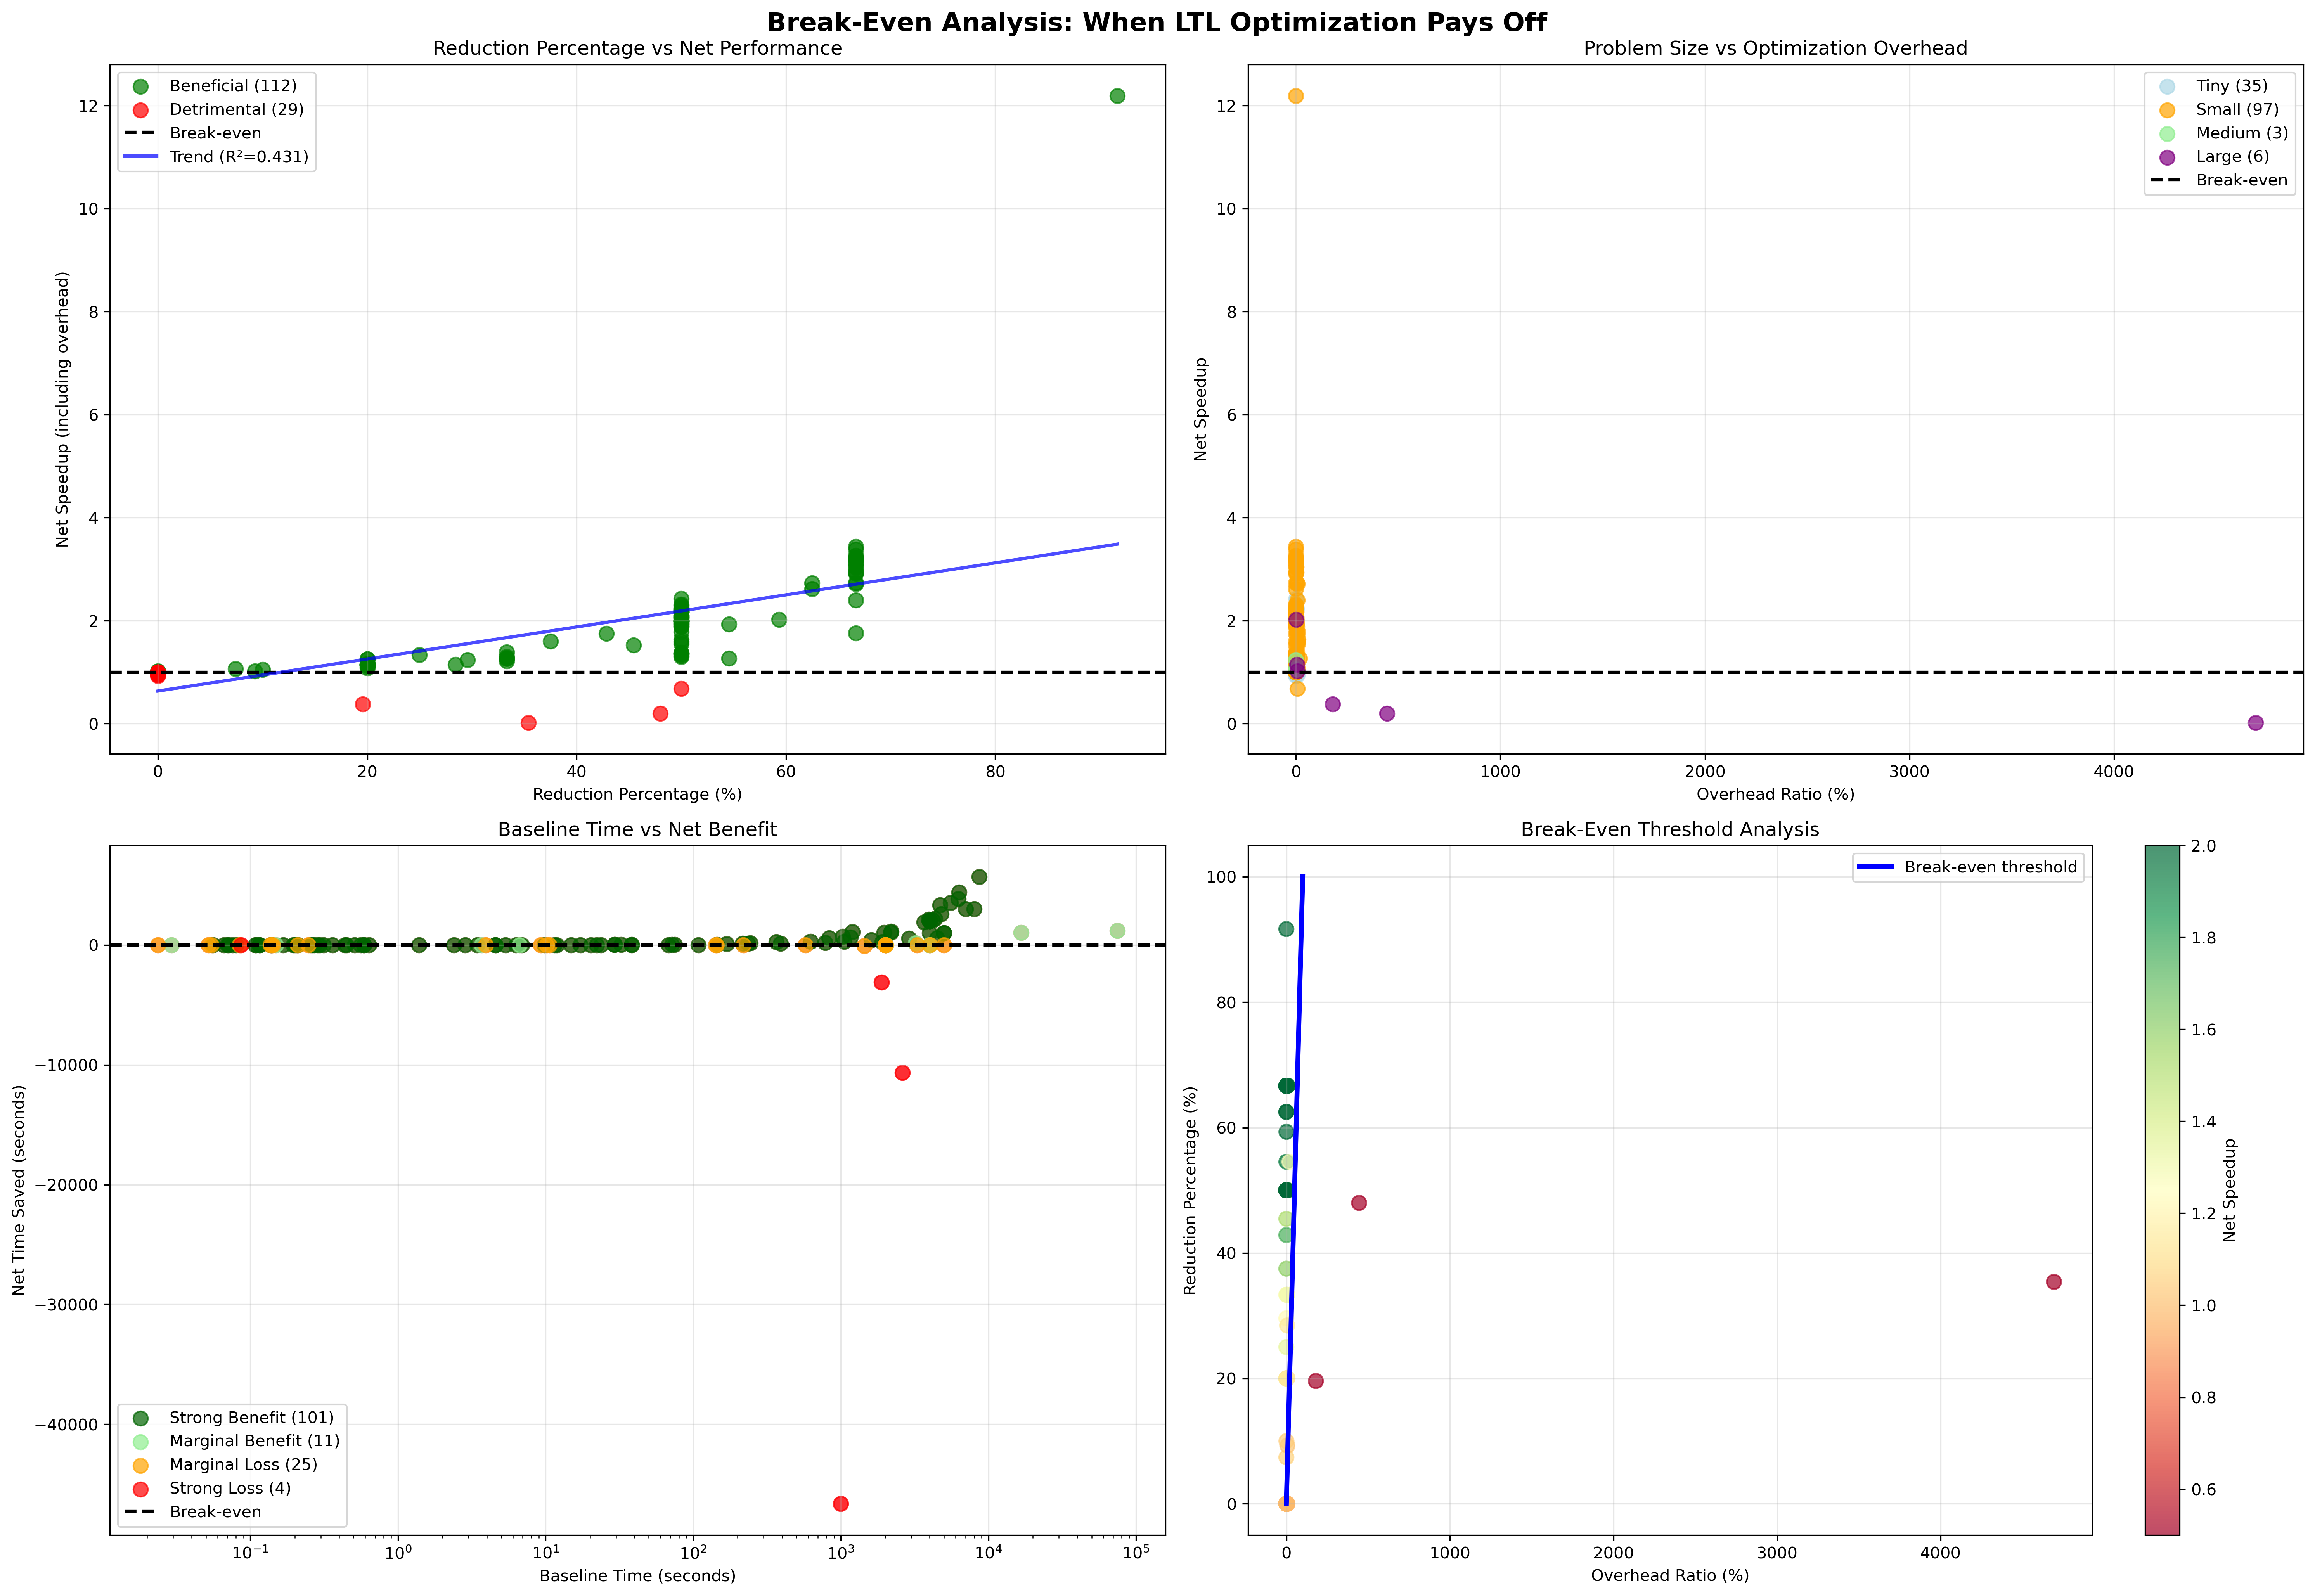 Break-Even Analysis: When LTL Optimization Pays Off
Reduction Percentage vs Net Performance
Beneficial (112)
Detrimental (29)
Break-even
Trend (R²=0.431)
12
10
8
6
4
2
0
Net Speedup (including overhead)
0 20 40 60 80
Reduction Percentage (%)
Problem Size vs Optimization Overhead
Tiny (35)
Small (97)
Medium (3)
Large (6)
Break-even
12
10
8
6
4
2
0
Net Speedup
0 1000 2000 3000 4000
Overhead Ratio (%)
Baseline Time vs Net Benefit
0
−10000
−20000
−30000
−40000
Net Time Saved (seconds)
Strong Benefit (101)
Marginal Benefit (11)
Marginal Loss (25)
Strong Loss (4)
Break-even
10⁻¹ 10⁰ 10¹ 10² 10³ 10⁴ 10⁵
Baseline Time (seconds)
Break-Even Threshold Analysis
Break-even threshold
100
80
60
40
20
0
Reduction Percentage (%)
0 1000 2000 3000 4000
Overhead Ratio (%)
2.0
1.8
1.6
1.4
1.2
1.0
0.8
0.6
Net Speedup